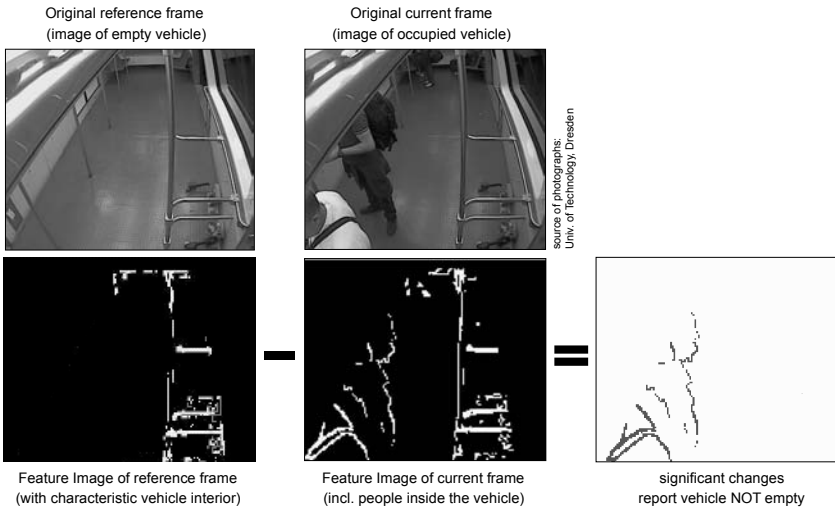 Original reference frame
(image of empty vehicle)
Original current frame
(image of occupied vehicle)
source of photographs:
Univ. of Technology, Dresden
Feature Image of reference frame
(with characteristic vehicle interior)
Feature Image of current frame
(incl. people inside the vehicle)
significant changes
report vehicle NOT empty